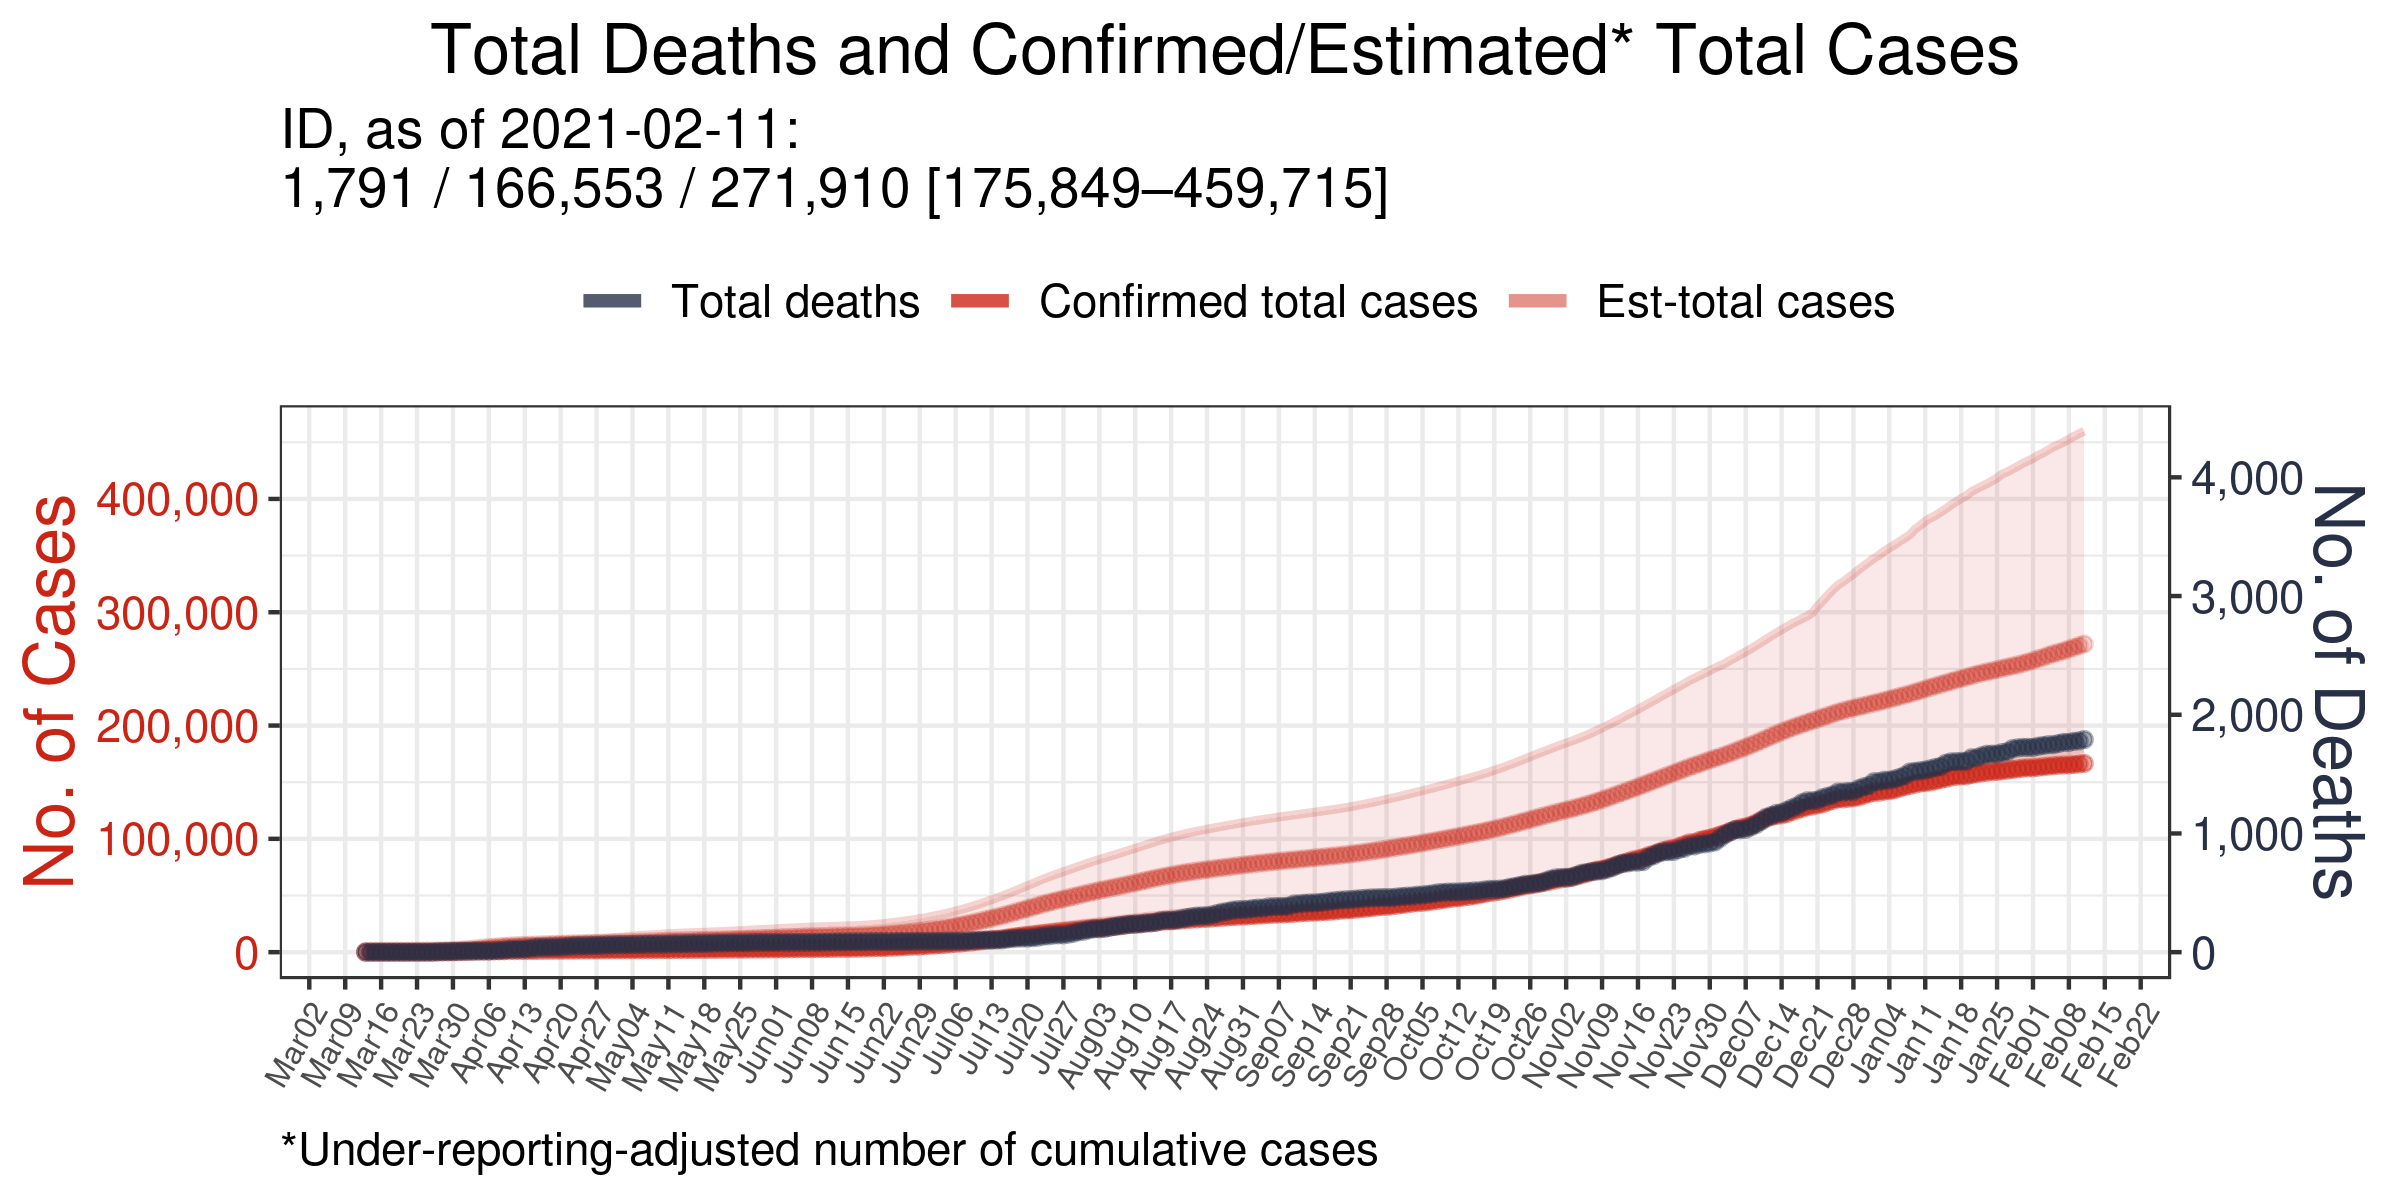 Total Deaths and Confirmed/Estimated* Total Cases
ID, as of 2021-02-11:
1,791 / 166,553 / 271,910 [175,849–459,715]
Total deaths
Confirmed total cases
Est-total cases
No. of Cases
400,000
300,000
200,000
100,000
0
4,000
3,000
2,000
1,000
0
No. of Deaths
Mar02
Mar09
Mar16
Mar23
Mar30
Apr06
Apr13
Apr20
Apr27
May04
May11
May18
May25
Jun01
Jun08
Jun15
Jun22
Jun29
Jul06
Jul13
Jul20
Jul27
Aug03
Aug10
Aug17
Aug24
Aug31
Sep07
Sep14
Sep21
Sep28
Oct05
Oct12
Oct19
Oct26
Nov02
Nov09
Nov16
Nov23
Nov30
Dec07
Dec14
Dec21
Dec28
Jan04
Jan11
Jan18
Jan25
Feb01
Feb08
Feb15
Feb22
*Under-reporting-adjusted number of cumulative cases